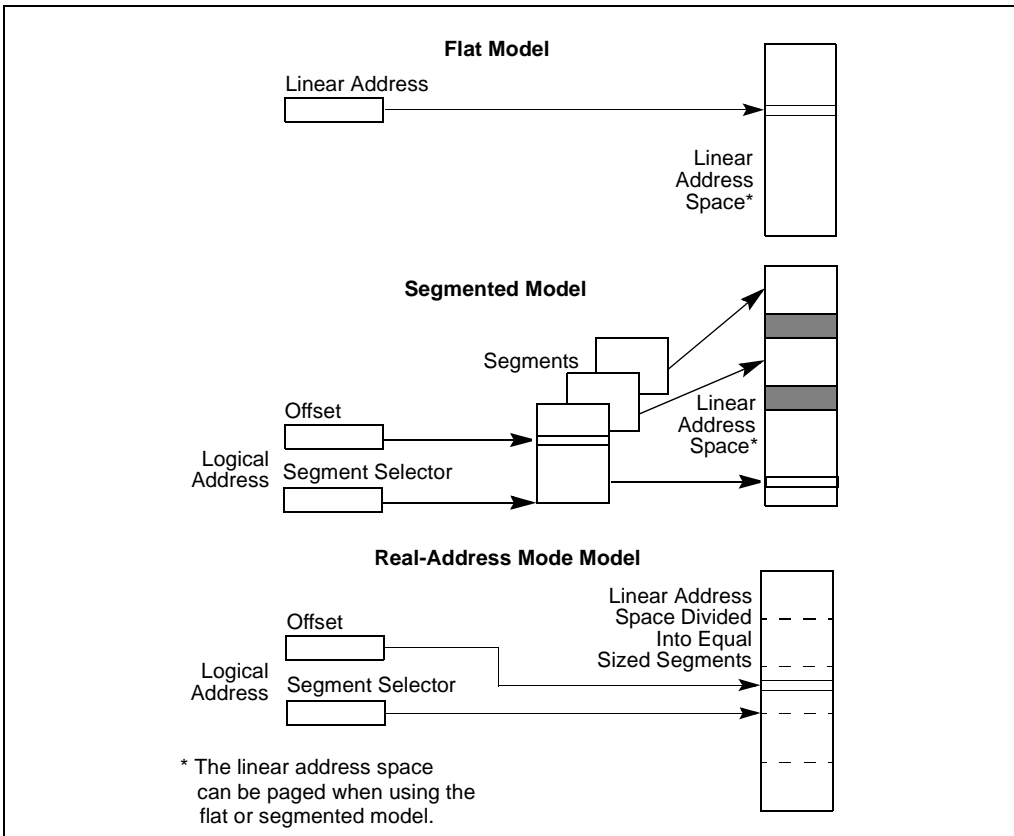 Flat Model
Linear Address
Linear
Address
Space*
Segmented Model
Segments
Offset
Logical
Address
Segment Selector
Linear
Address
Space*
Real-Address Mode Model
Offset
Logical
Address
Segment Selector
Linear Address
Space Divided
Into Equal
Sized Segments
* The linear address space
can be paged when using the
flat or segmented model.